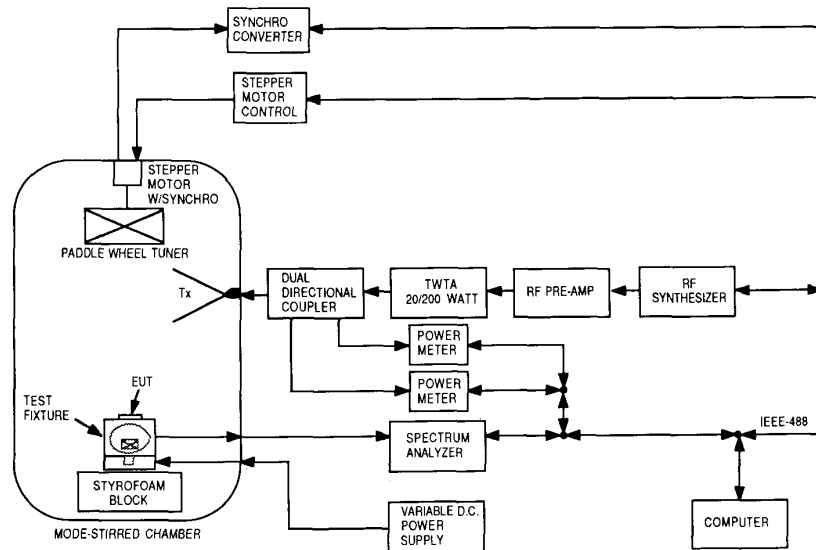 SYNCHRO
CONVERTER
STEPPER
MOTOR
CONTROL
STEPPER
MOTOR
W/SYNCHRO
PADDLE WHEEL TUNER
Tx
DUAL
DIRECTIONAL
COUPLER
TWTA
20/200 WATT
RF PRE-AMP
RF
SYNTHESIZER
POWER
METER
POWER
METER
EUT
TEST
FIXTURE
SPECTRUM
ANALYZER
IEEE-488
STYROFOAM
BLOCK
VARIABLE D.C.
POWER
SUPPLY
COMPUTER
MODE-STIRRED CHAMBER